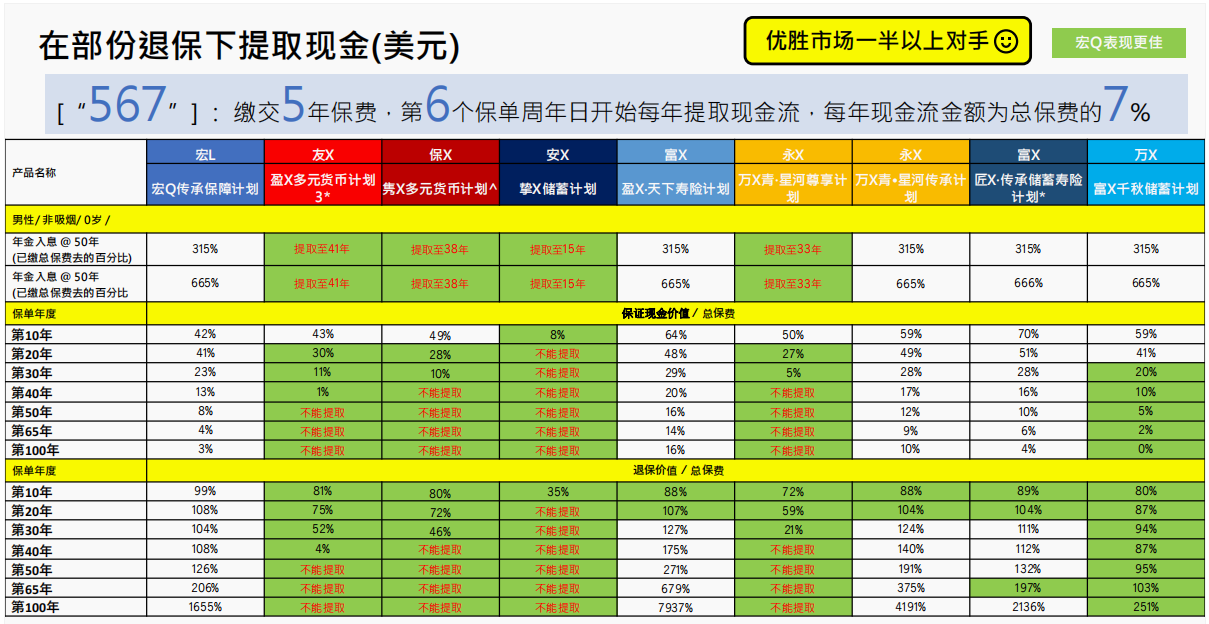 在部份退保下提取现金(美元)
优胜市场一半以上对手☺
宏Q表现更佳
[ “567” ] ：缴交5年保费，第6个保单周年日开始每年提取现金流，每年现金流金额为总保费的7%
产品名称 宏L 友X 保X 安X 富X 永X 永X 富X 万X
宏Q传承保障计划 盈X多元货币计划3* 隽X多元货币计划^ 挚X储蓄计划 盈X·天下寿险计划 万X青·星河尊享计划 万X青•星河传承计划 匠X·传承储蓄寿险计划* 富X千秋储蓄计划
男性/ 非吸烟/ 0岁 /
年金入息 @ 50年
(已缴总保费去的百分比) 315% 提取至41年 提取至38年 提取至15年 315% 提取至33年 315% 315% 315%
年金入息 @ 50年
(已缴总保费去的百分比 665% 提取至41年 提取至38年 提取至15年 665% 提取至33年 665% 666% 665%
保单年度 保证现金价值 / 总保费
第10年 42% 43% 49% 8% 64% 50% 59% 70% 59%
第20年 41% 30% 28% 不能提取 48% 27% 49% 51% 41%
第30年 23% 11% 10% 不能提取 29% 5% 28% 28% 20%
第40年 13% 1% 不能提取 不能提取 20% 不能提取 17% 16% 10%
第50年 8% 不能提取 不能提取 不能提取 16% 不能提取 12% 10% 5%
第65年 4% 不能提取 不能提取 不能提取 14% 不能提取 9% 6% 2%
第100年 3% 不能提取 不能提取 不能提取 16% 不能提取 10% 4% 0%
保单年度 退保价值 / 总保费
第10年 99% 81% 80% 35% 88% 72% 88% 89% 80%
第20年 108% 75% 72% 不能提取 107% 59% 104% 104% 87%
第30年 104% 52% 46% 不能提取 127% 21% 124% 111% 94%
第40年 108% 4% 不能提取 不能提取 175% 不能提取 140% 112% 87%
第50年 126% 不能提取 不能提取 不能提取 271% 不能提取 191% 132% 95%
第65年 206% 不能提取 不能提取 不能提取 679% 不能提取 375% 197% 103%
第100年 1655% 不能提取 不能提取 不能提取 7937% 不能提取 4191% 2136% 251%